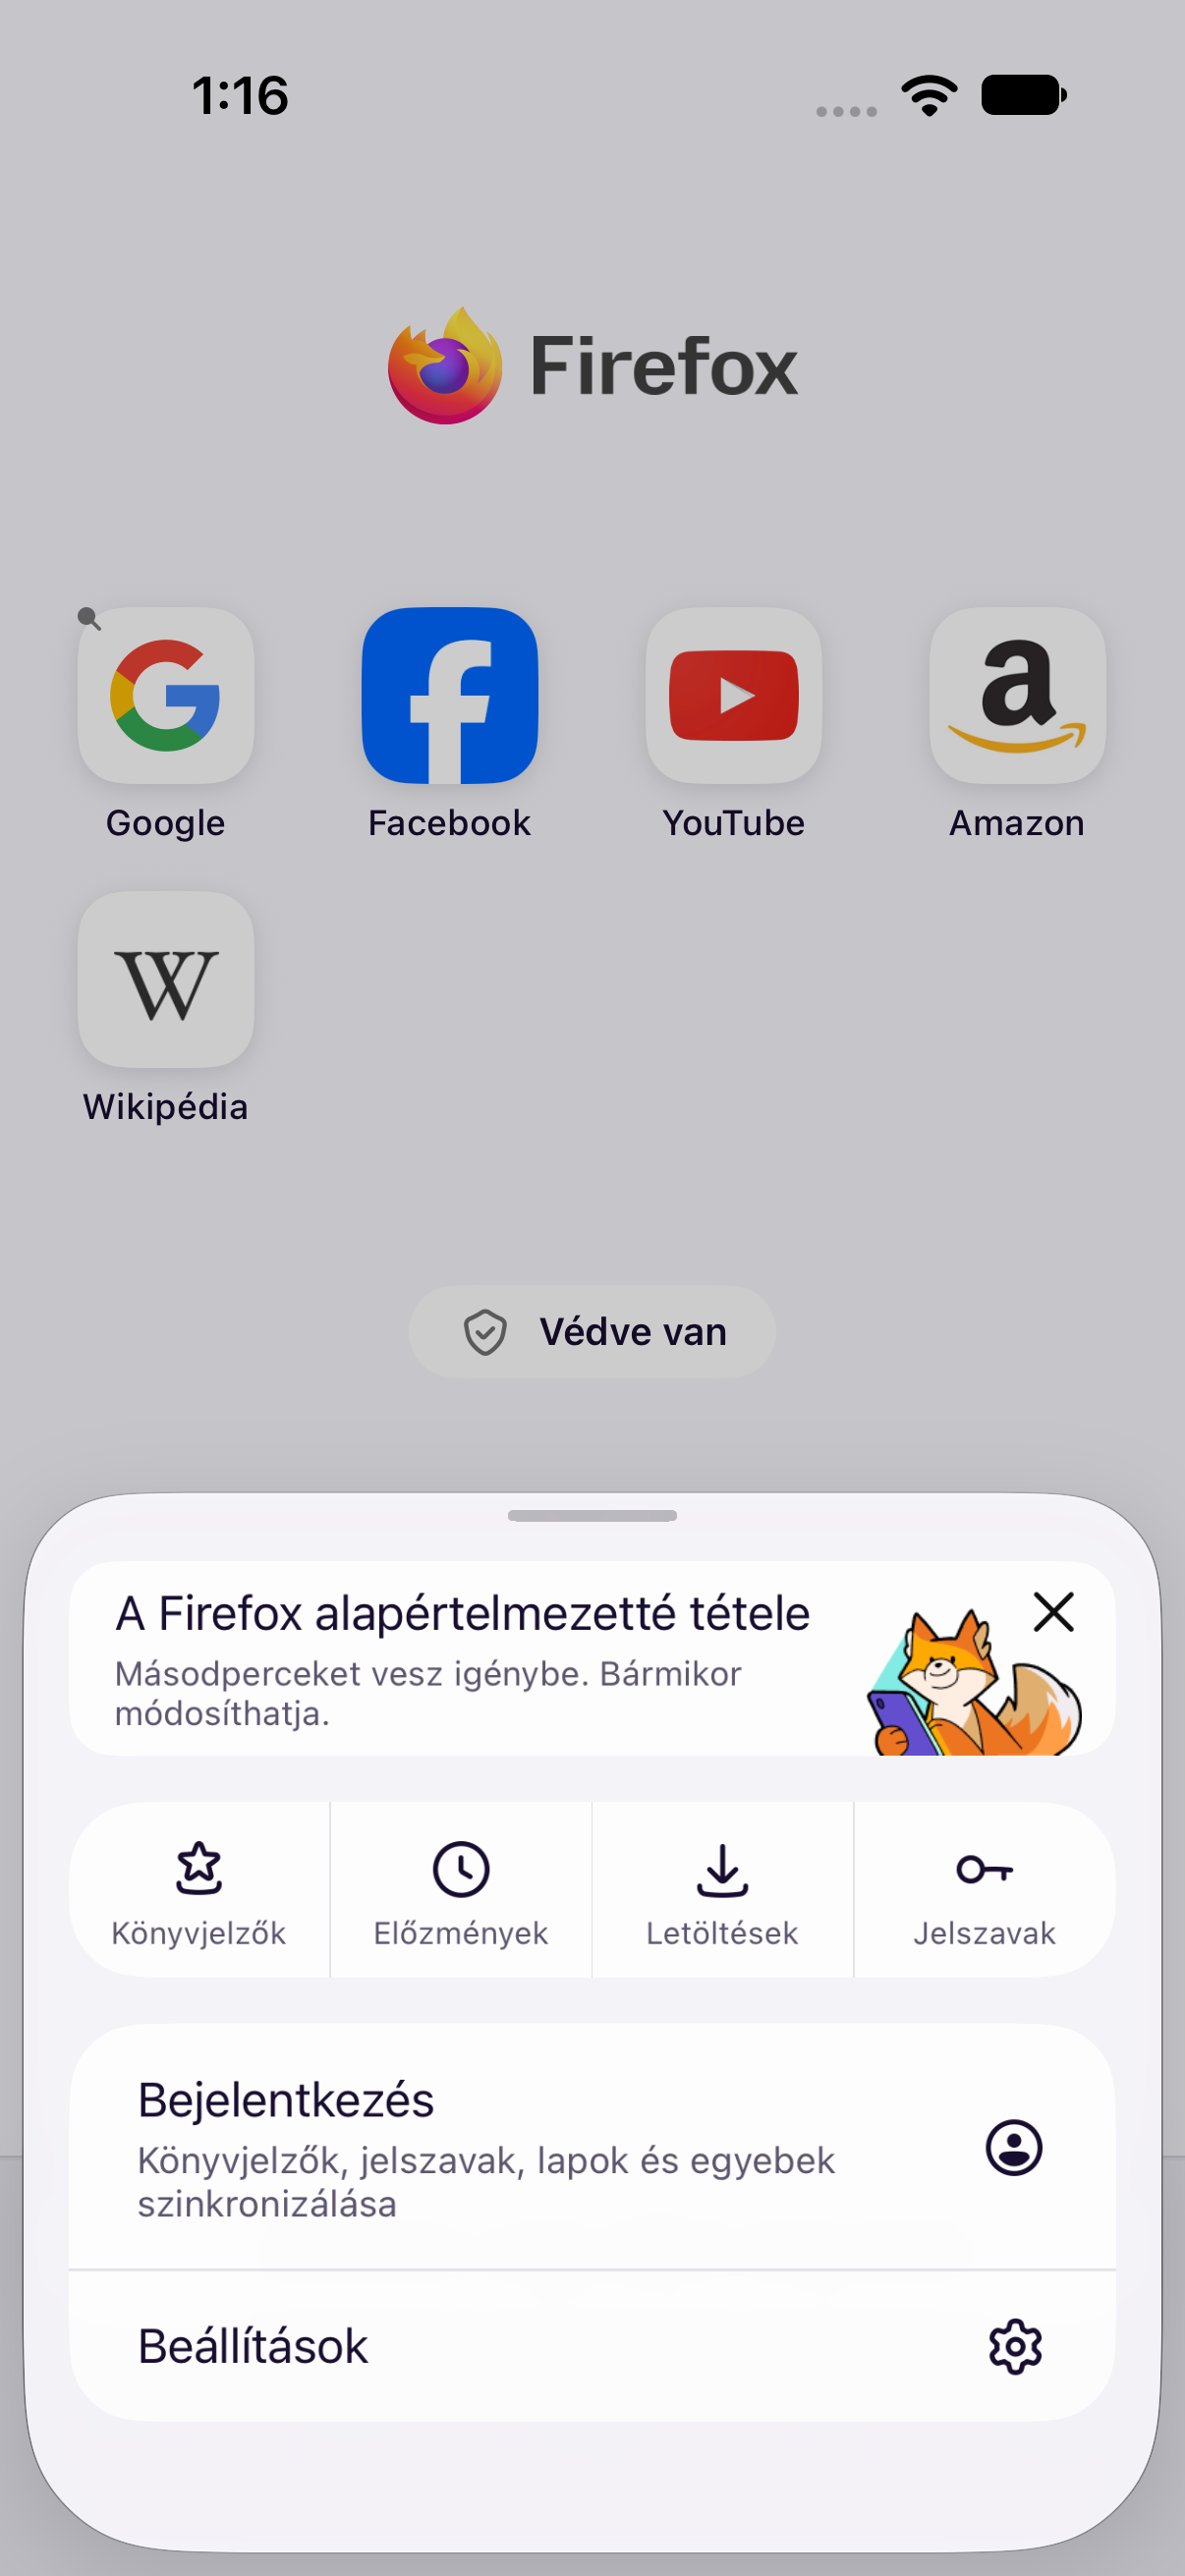 1:16
Firefox
Google
Facebook
YouTube
Amazon
W
Wikipédia
Védve van
A Firefox alapértelmezetté tétele
Másodperceket vesz igénybe. Bármikor
módosíthatja.
Könyvjelzők
Előzmények
Letöltések
Jelszavak
Bejelentkezés
Könyvjelzők, jelszavak, lapok és egyebek
szinkronizálása
Beállítások